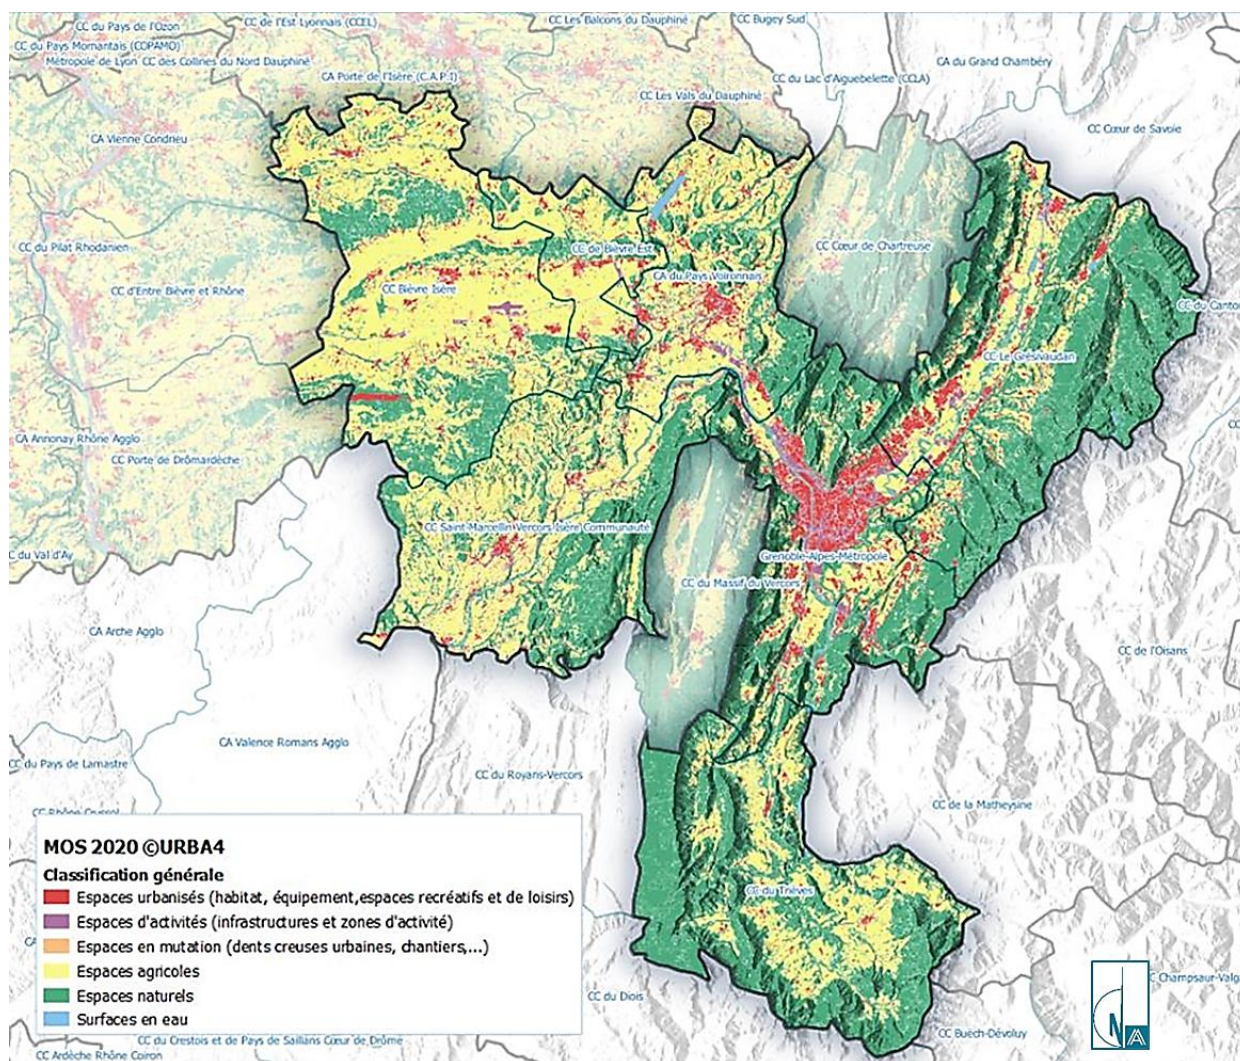 CC du Pays de l'Ozon
CC de l'Est Lyonnais (CCEL)
CC Les Balcons du Dauphiné
CC Bugey Sud
CC du Pays Mornantais (COPAMO)
Métropole de Lyon
CC des Collines du Nord Dauphiné
CA Porte de l'Isère (C.A.P.I)
CC du Lac d'Aiguebelette (CCLA)
CA du Grand Chambéry
CC Les Vals du Dauphiné
CA Vienne Condrieu
CC Cœur de Savoie
CC du Pilat Rhodanien
CC de Bièvre Est
CC Cœur de Chartreuse
CA du Pays Voironnais
CC d'Entre Bièvre et Rhône
CC Bièvre Isère
CC du Canto
CC Le Grésivaudan
CA Annonay Rhône Agglo
CC Porte de DrômArdèche
CC Saint-Marcellin Vercors Isère Communauté
C du Val d'Ay
Grenoble-Alpes-Métropole
CC du Massif du Vercors
CA Arche Agglo
CC de l'Oisans
CA Valence Romans Agglo
CC du Pays de Lamastre
CC du Royans-Vercors
CC de la Matheysine
CC du Trièves
CC Rhône Crussol
MOS 2020 ©URBA4
Classification générale
Espaces urbanisés (habitat, équipement,espaces recréatifs et de loisirs)
Espaces d'activités (infrastructures et zones d'activité)
Espaces en mutation (dents creuses urbaines, chantiers,...)
Espaces agricoles
Espaces naturels
Surfaces en eau
C Champsaur-Valg
CC du Diois
CC Buëch-Dévoluy
CC du Crestois et de Pays de Saillans Cœur de Drôme
CC Ardèche Rhône Coiron